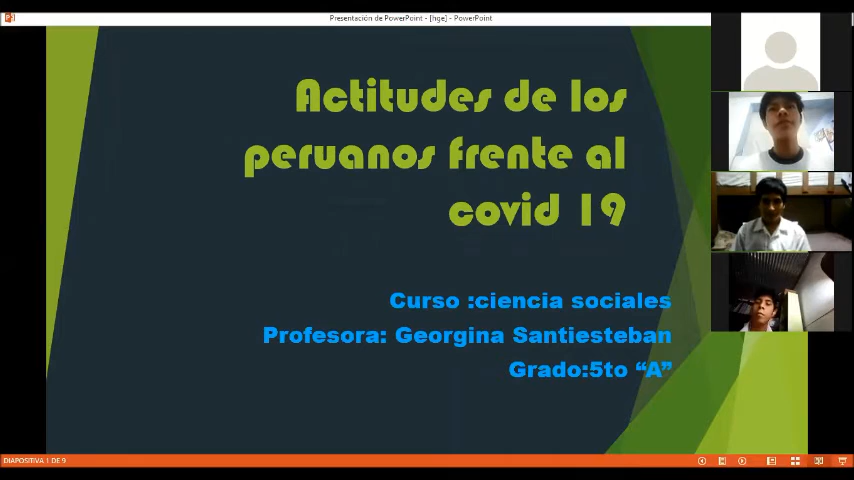 Presentación de PowerPoint - [hge] - PowerPoint
Actitudes de los
peruanos frente al
covid 19
Curso :ciencia sociales
Profesora: Georgina Santiesteban
Grado:5to “A”
DIAPOSITIVA 1 DE 9